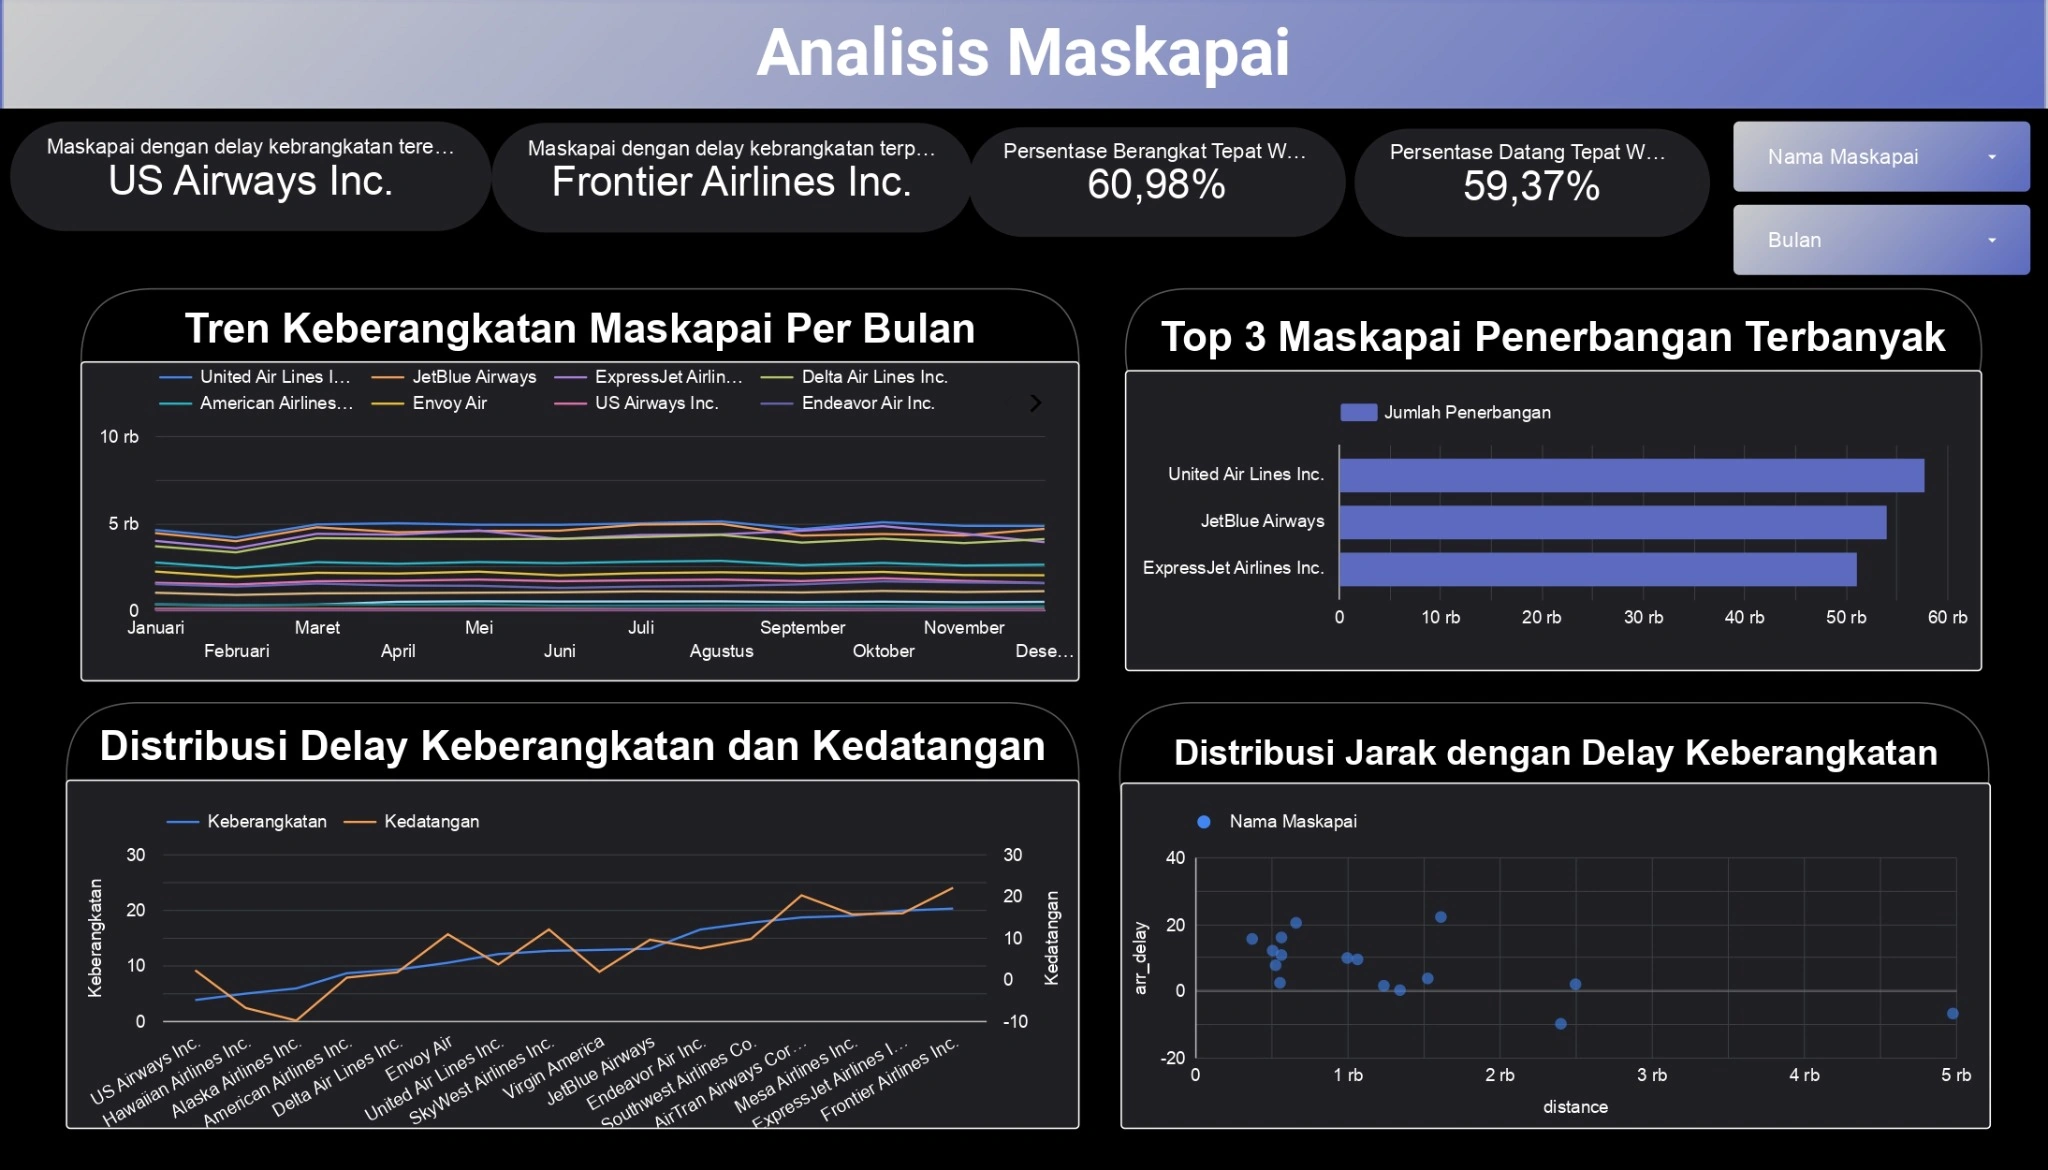 Analisis Maskapai
Maskapai dengan delay kebrangkatan tere…
US Airways Inc.
Maskapai dengan delay kebrangkatan terp…
Frontier Airlines Inc.
Persentase Berangkat Tepat W…
60,98%
Persentase Datang Tepat W…
59,37%
Nama Maskapai
Bulan
Tren Keberangkatan Maskapai Per Bulan
United Air Lines I… JetBlue Airways ExpressJet Airlin… Delta Air Lines Inc.
American Airlines… Envoy Air US Airways Inc. Endeavor Air Inc.
10 rb
5 rb
0
Januari Maret Mei Juli September November
Februari April Juni Agustus Oktober Dese…
Top 3 Maskapai Penerbangan Terbanyak
Jumlah Penerbangan
United Air Lines Inc.
JetBlue Airways
ExpressJet Airlines Inc.
0 10 rb 20 rb 30 rb 40 rb 50 rb 60 rb
Distribusi Delay Keberangkatan dan Kedatangan
Keberangkatan Kedatangan
Keberangkatan
30
20
10
0
30
20
10
0
-10
Kedatangan
US Airways Inc.
Hawaiian Airlines Inc.
Alaska Airlines Inc.
American Airlines Inc.
Delta Air Lines Inc.
Envoy Air
United Air Lines Inc.
SkyWest Airlines Inc.
Virgin America
JetBlue Airways
Endeavor Air Inc.
Southwest Airlines Co.
AirTran Airways Cor…
Mesa Airlines Inc.
ExpressJet Airlines I…
Frontier Airlines Inc.
Distribusi Jarak dengan Delay Keberangkatan
Nama Maskapai
arr_delay
40
20
0
-20
0 1 rb 2 rb 3 rb 4 rb 5 rb
distance